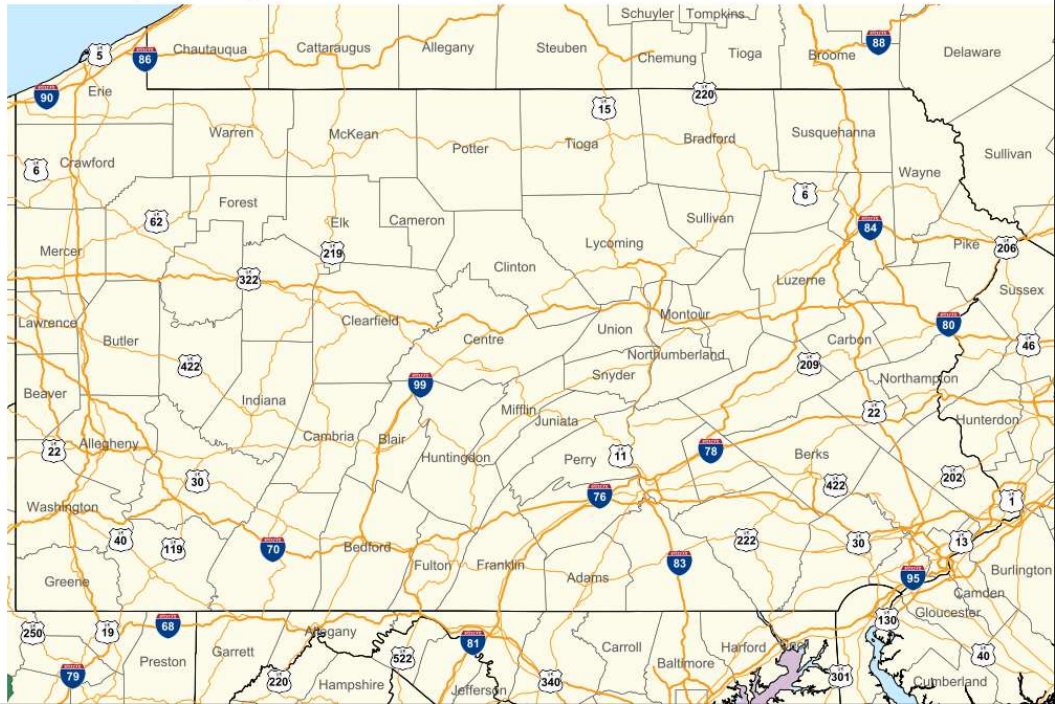 Schuyler Tompkins
5 86 Chautauqua Cattaraugus Allegany Steuben Chemung Tioga Broome 88 Delaware
90 Erie 15 220
Warren McKean Potter Tioga Bradford Susquehanna
6 Crawford Sullivan
Wayne
62 Forest Elk Cameron 6
Sullivan
Mercer 219 Clinton Lycoming 84 Pike 206
322 Luzerne Sussex
Lawrence Butler Clearfield Centre Union Montour 80
422 Northumberland 209 Carbon 46
Beaver Indiana 99 Snyder Northampton
Mifflin Juniata 22 Hunterdon
22 Allegheny Cambria Blair Huntingdon Perry 11 78 Berks
30 76 422 202
Washington 1
40 119 70 Bedford 222 30 13
Greene Fulton Franklin Adams 83 95 Burlington
Camden
250 19 68 Allegany 130 Gloucester
Preston Garrett 522 81 Carroll Baltimore Harford Cecil 40
79 220 Hampshire Jefferson 340 301 Cumberland